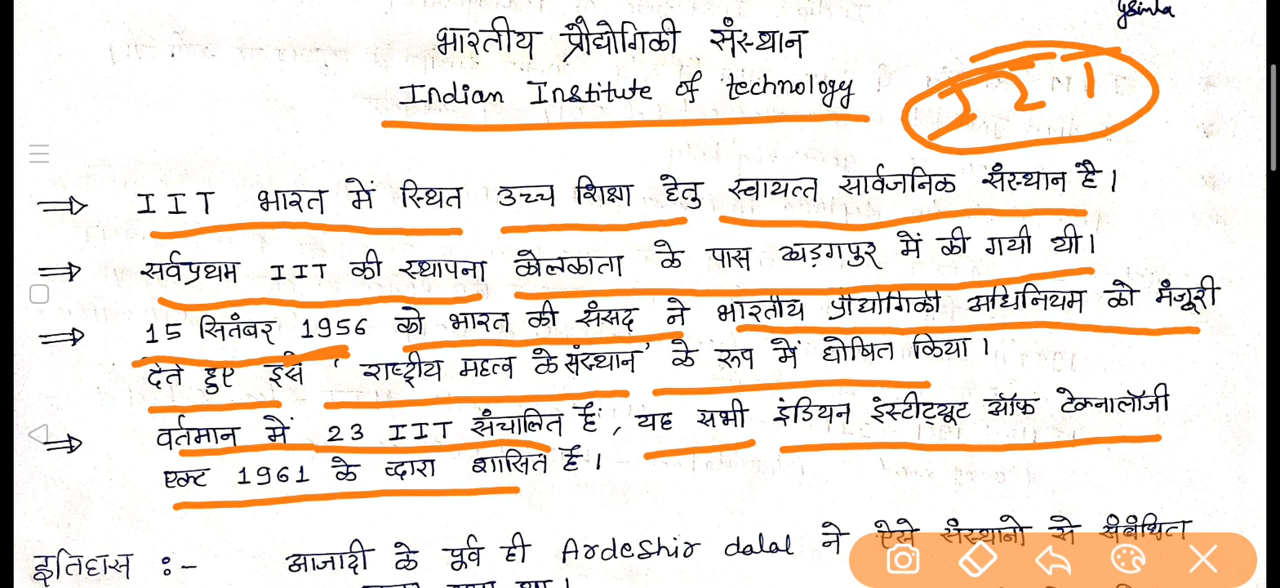 ysinha
भारतीय प्रौद्योगिकी संस्थान
Indian Institute of technology
IIT
⇒ IIT भारत में स्थित उच्च शिक्षा हेतु स्वायत्त सार्वजनिक संस्थान है।
⇒ सर्वप्रथम IIT की स्थापना कोलकाता के पास खड़गपुर में की गयी थी।
⇒ 15 सितंबर 1956 को भारत की संसद ने भारतीय प्रौद्योगिकी अधिनियम को मंजूरी
देते हुए इसे 'राष्ट्रीय महत्व के संस्थान' के रूप में घोषित किया।
⇒ वर्तमान में 23 IIT संचालित हैं, यह सभी इंडियन इंस्टीट्यूट ऑफ टेक्नालॉजी
एक्ट 1961 के द्वारा शासित हैं।
इतिहास :- आजादी के पूर्व ही Ardeshir dalal ने ऐसे संस्थानो से संबंधित